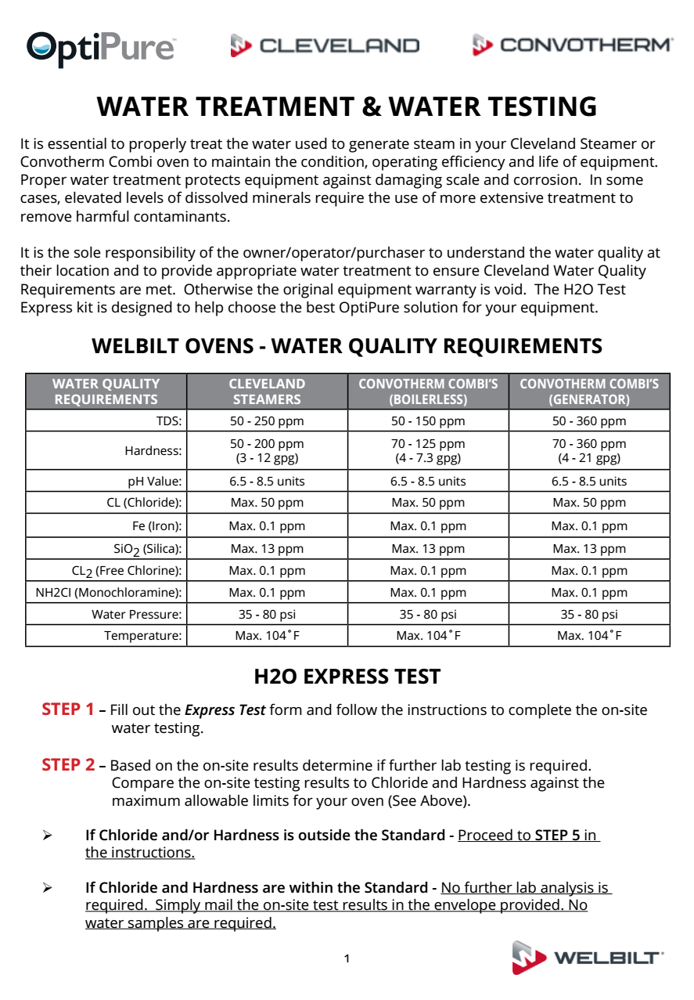 OptiPure™
CLEVELAND
CONVOTHERM®
WATER TREATMENT & WATER TESTING
It is essential to properly treat the water used to generate steam in your Cleveland Steamer or
Convotherm Combi oven to maintain the condition, operating efficiency and life of equipment.
Proper water treatment protects equipment against damaging scale and corrosion. In some
cases, elevated levels of dissolved minerals require the use of more extensive treatment to
remove harmful contaminants.
It is the sole responsibility of the owner/operator/purchaser to understand the water quality at
their location and to provide appropriate water treatment to ensure Cleveland Water Quality
Requirements are met. Otherwise the original equipment warranty is void. The H2O Test
Express kit is designed to help choose the best OptiPure solution for your equipment.
WELBILT OVENS - WATER QUALITY REQUIREMENTS
WATER QUALITY REQUIREMENTS CLEVELAND STEAMERS CONVOTHERM COMBI'S (BOILERLESS) CONVOTHERM COMBI'S (GENERATOR)
TDS: 50 - 250 ppm 50 - 150 ppm 50 - 360 ppm
Hardness: 50 - 200 ppm (3 - 12 gpg) 70 - 125 ppm (4 - 7.3 gpg) 70 - 360 ppm (4 - 21 gpg)
pH Value: 6.5 - 8.5 units 6.5 - 8.5 units 6.5 - 8.5 units
CL (Chloride): Max. 50 ppm Max. 50 ppm Max. 50 ppm
Fe (Iron): Max. 0.1 ppm Max. 0.1 ppm Max. 0.1 ppm
SiO2 (Silica): Max. 13 ppm Max. 13 ppm Max. 13 ppm
CL2 (Free Chlorine): Max. 0.1 ppm Max. 0.1 ppm Max. 0.1 ppm
NH2CI (Monochloramine): Max. 0.1 ppm Max. 0.1 ppm Max. 0.1 ppm
Water Pressure: 35 - 80 psi 35 - 80 psi 35 - 80 psi
Temperature: Max. 104˚F Max. 104˚F Max. 104˚F
H2O EXPRESS TEST
STEP 1 – Fill out the Express Test form and follow the instructions to complete the on-site
water testing.
STEP 2 – Based on the on-site results determine if further lab testing is required.
Compare the on-site testing results to Chloride and Hardness against the
maximum allowable limits for your oven (See Above).
➢ If Chloride and/or Hardness is outside the Standard - Proceed to STEP 5 in
the instructions.
➢ If Chloride and Hardness are within the Standard - No further lab analysis is
required. Simply mail the on-site test results in the envelope provided. No
water samples are required.
1
WELBILT®